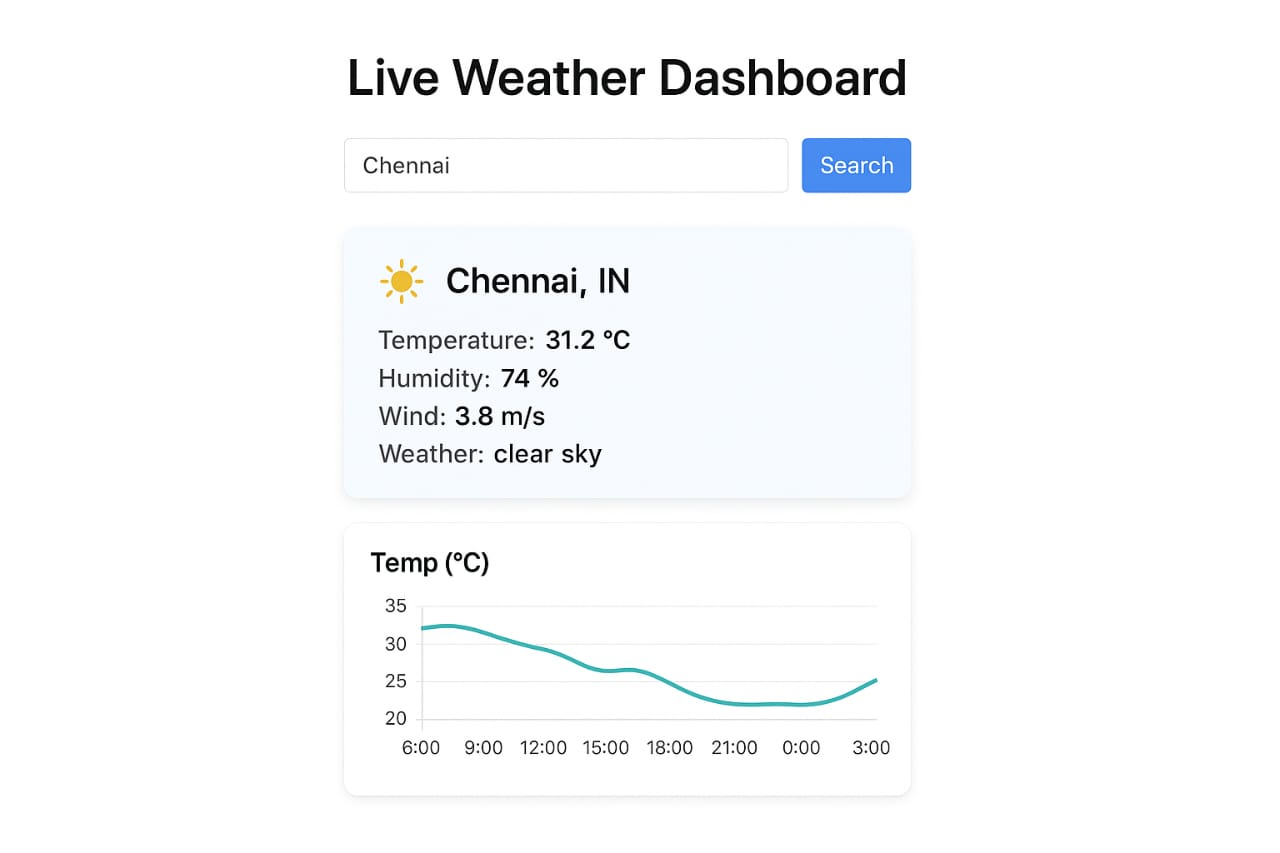 Live Weather Dashboard
Chennai
Search
Chennai, IN
Temperature: 31.2 °C
Humidity: 74 %
Wind: 3.8 m/s
Weather: clear sky
Temp (°C)
35
30
25
20
6:00 9:00 12:00 15:00 18:00 21:00 0:00 3:00